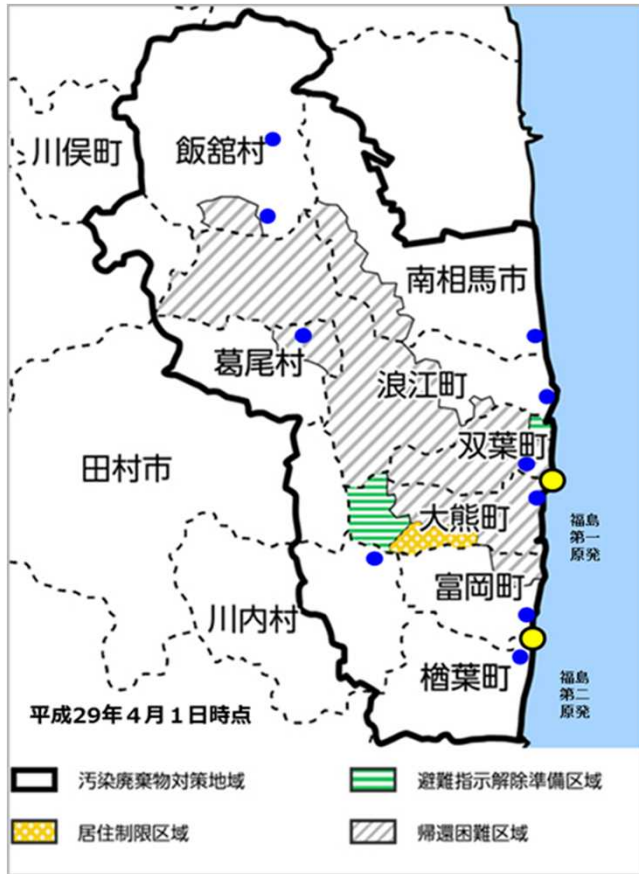 川俣町
飯舘村
南相馬市
葛尾村
浪江町
双葉町
田村市
大熊町
福島
第一
原発
富岡町
川内村
楢葉町
福島
第二
原発
平成29年4月1日時点
汚染廃棄物対策地域
避難指示解除準備区域
居住制限区域
帰還困難区域